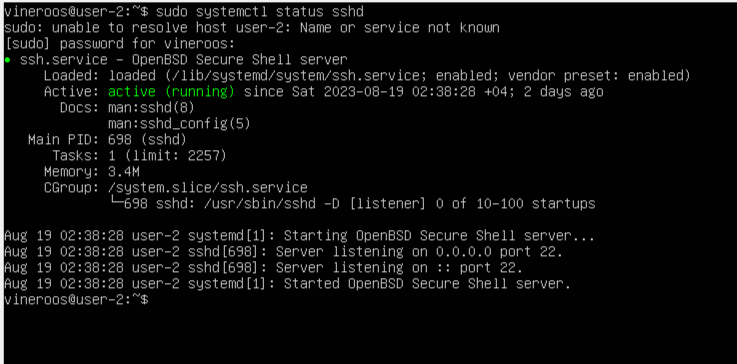 vineroos@user-2:~$ sudo systemctl status sshd
sudo: unable to resolve host user-2: Name or service not known
[sudo] password for vineroos:
● ssh.service - OpenBSD Secure Shell server
     Loaded: loaded (/lib/systemd/system/ssh.service; enabled; vendor preset: enabled)
     Active: active (running) since Sat 2023-08-19 02:38:28 +04; 2 days ago
       Docs: man:sshd(8)
             man:sshd_config(5)
   Main PID: 698 (sshd)
      Tasks: 1 (limit: 2257)
     Memory: 3.4M
     CGroup: /system.slice/ssh.service
             └─698 sshd: /usr/sbin/sshd -D [listener] 0 of 10-100 startups

Aug 19 02:38:28 user-2 systemd[1]: Starting OpenBSD Secure Shell server...
Aug 19 02:38:28 user-2 sshd[698]: Server listening on 0.0.0.0 port 22.
Aug 19 02:38:28 user-2 sshd[698]: Server listening on :: port 22.
Aug 19 02:38:28 user-2 systemd[1]: Started OpenBSD Secure Shell server.
vineroos@user-2:~$